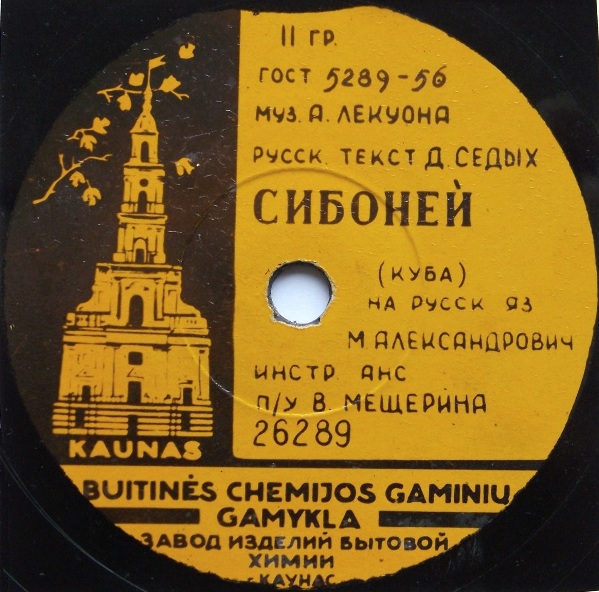 II ГР.
ГОСТ 5289-56
МУЗ. А. ЛЕКУОНА
РУССК. ТЕКСТ Д. СЕДЫХ
СИБОНЕЙ
(КУБА)
НА РУССК ЯЗ
М АЛЕКСАНДРОВИЧ
ИНСТР. АНС
П/У В. МЕЩЕРИНА
26289
KAUNAS
BUITINĖS CHEMIJOS GAMINIŲ
GAMYKLA
ЗАВОД ИЗДЕЛИЙ БЫТОВОЙ
ХИМИИ
г. КАУНАС